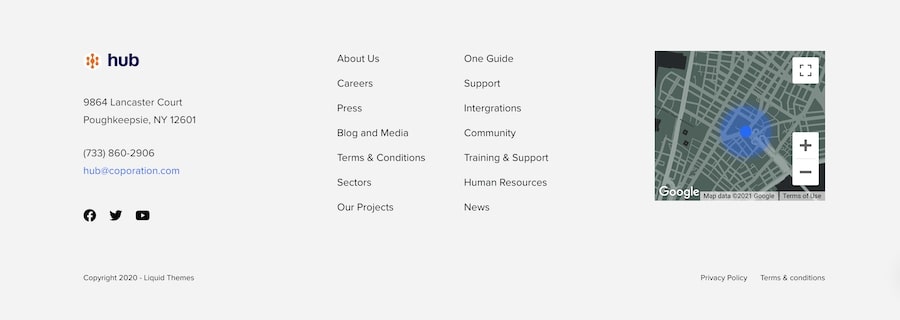 hub
9864 Lancaster Court
Poughkeepsie, NY 12601
(733) 860-2906
hub@coporation.com
About Us
Careers
Press
Blog and Media
Terms & Conditions
Sectors
Our Projects
One Guide
Support
Intergrations
Community
Training & Support
Human Resources
News
Google
Map data ©2021 Google
Terms of Use
Copyright 2020 - Liquid Themes
Privacy Policy
Terms & conditions